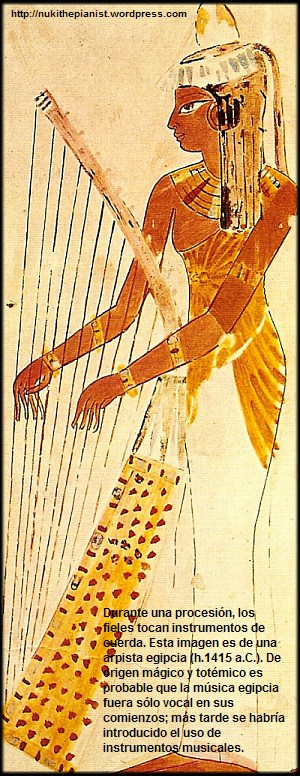 http://nukithepianist.wordpress.com
Durante una procesión, los
fieles tocan instrumentos de
cuerda. Esta imagen es de una
arpista egipcia (h.1415 a.C.). De
origen mágico y totémico es
probable que la música egipcia
fuera sólo vocal en sus
comienzos; más tarde se habría
introducido el uso de
instrumentos musicales.